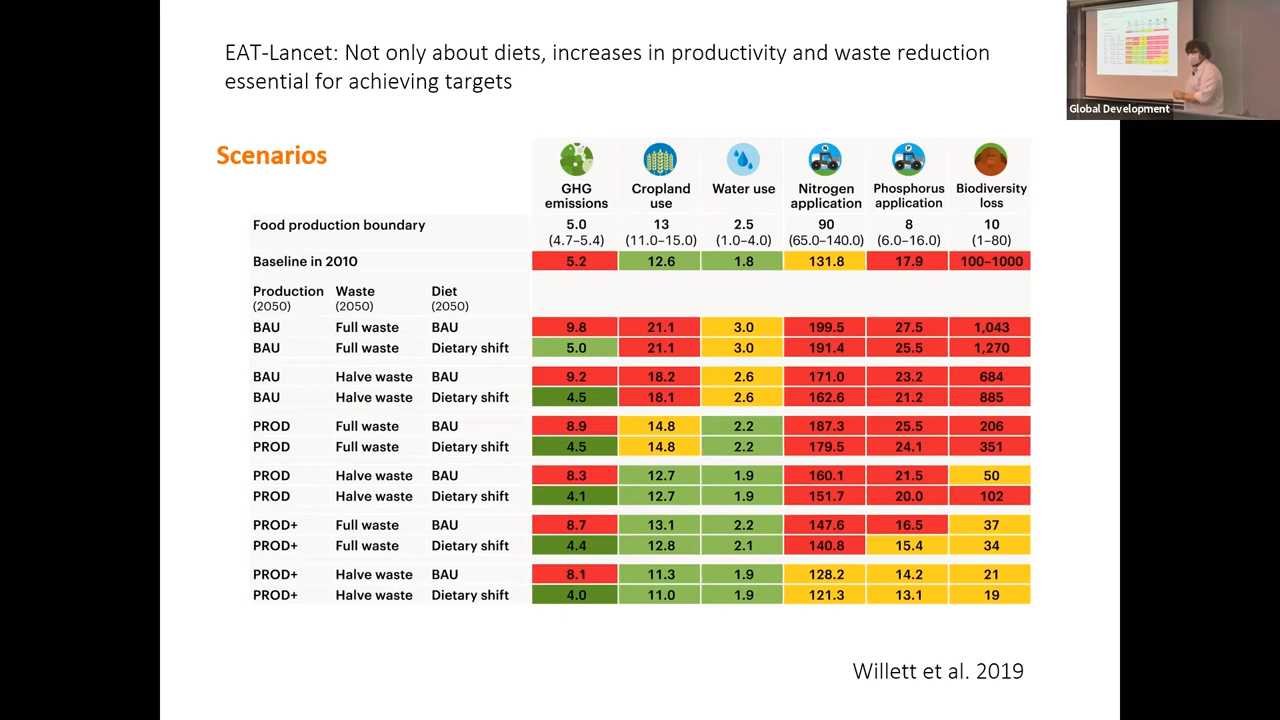 EAT-Lancet: Not only about diets, increases in productivity and waste reduction
essential for achieving targets
Global Development
Scenarios
N P
GHG emissions Cropland use Water use Nitrogen application Phosphorus application Biodiversity loss
Food production boundary 5.0 13 2.5 90 8 10
(4.7–5.4) (11.0–15.0) (1.0–4.0) (65.0–140.0) (6.0–16.0) (1–80)
Baseline in 2010 5.2 12.6 1.8 131.8 17.9 100–1000
Production Waste Diet
(2050) (2050) (2050)
BAU Full waste BAU 9.8 21.1 3.0 199.5 27.5 1,043
BAU Full waste Dietary shift 5.0 21.1 3.0 191.4 25.5 1,270
BAU Halve waste BAU 9.2 18.2 2.6 171.0 23.2 684
BAU Halve waste Dietary shift 4.5 18.1 2.6 162.6 21.2 885
PROD Full waste BAU 8.9 14.8 2.2 187.3 25.5 206
PROD Full waste Dietary shift 4.5 14.8 2.2 179.5 24.1 351
PROD Halve waste BAU 8.3 12.7 1.9 160.1 21.5 50
PROD Halve waste Dietary shift 4.1 12.7 1.9 151.7 20.0 102
PROD+ Full waste BAU 8.7 13.1 2.2 147.6 16.5 37
PROD+ Full waste Dietary shift 4.4 12.8 2.1 140.8 15.4 34
PROD+ Halve waste BAU 8.1 11.3 1.9 128.2 14.2 21
PROD+ Halve waste Dietary shift 4.0 11.0 1.9 121.3 13.1 19
Willett et al. 2019